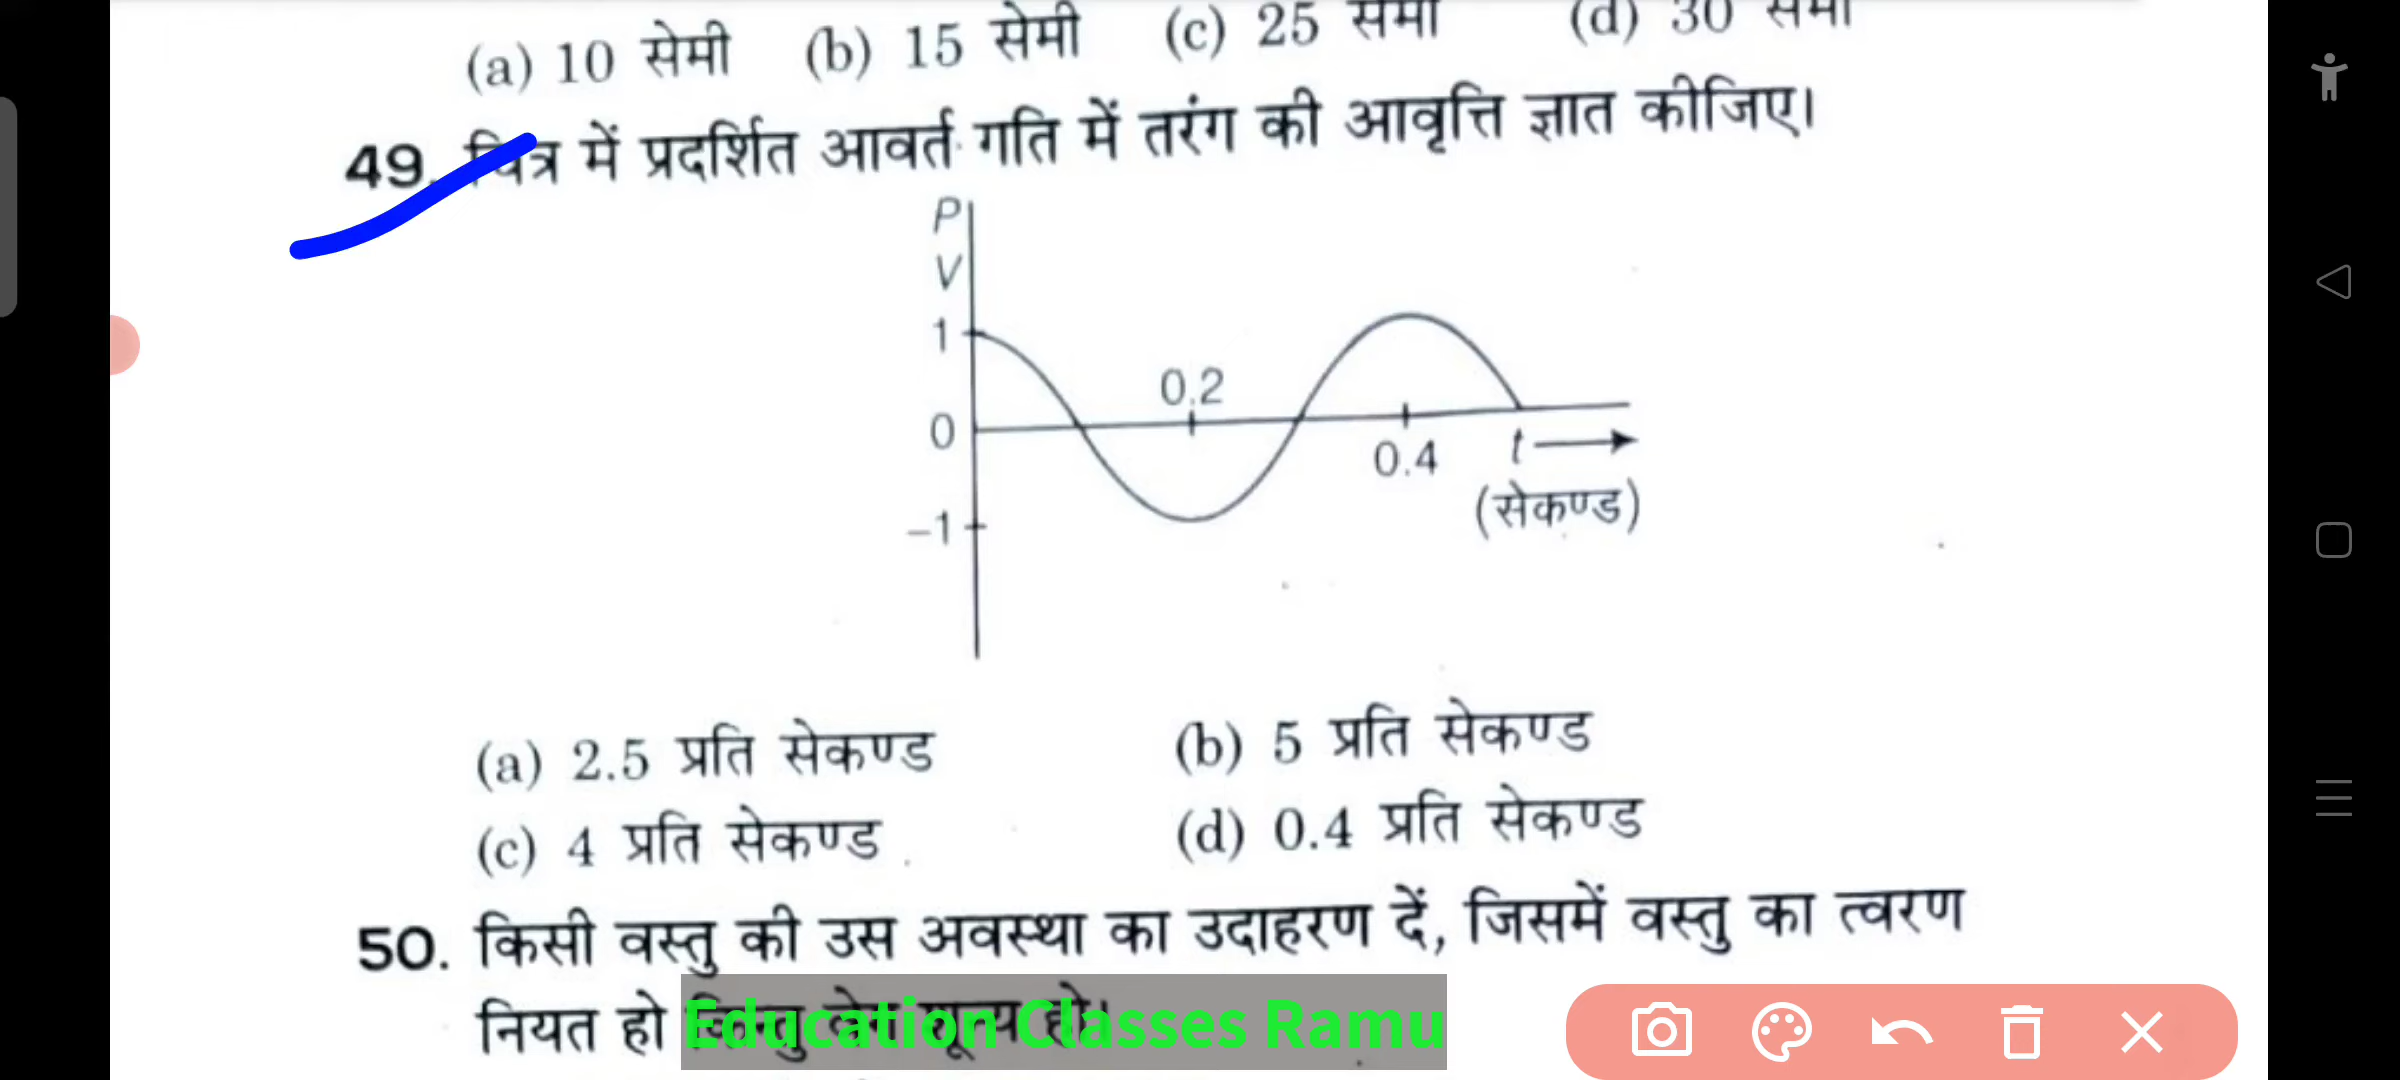 (a) 10 सेमी (b) 15 सेमी (c) 25 सेमी (d) 30 सेमी
49. चित्र में प्रदर्शित आवर्त गति में तरंग की आवृत्ति ज्ञात कीजिए।
P
V
1
0.2
0
0.4 t
(सेकण्ड)
–1
(a) 2.5 प्रति सेकण्ड (b) 5 प्रति सेकण्ड
(c) 4 प्रति सेकण्ड (d) 0.4 प्रति सेकण्ड
50. किसी वस्तु की उस अवस्था का उदाहरण दें, जिसमें वस्तु का त्वरण
नियत हो किन्तु वेग शून्य हो।
Education Classes Ramu